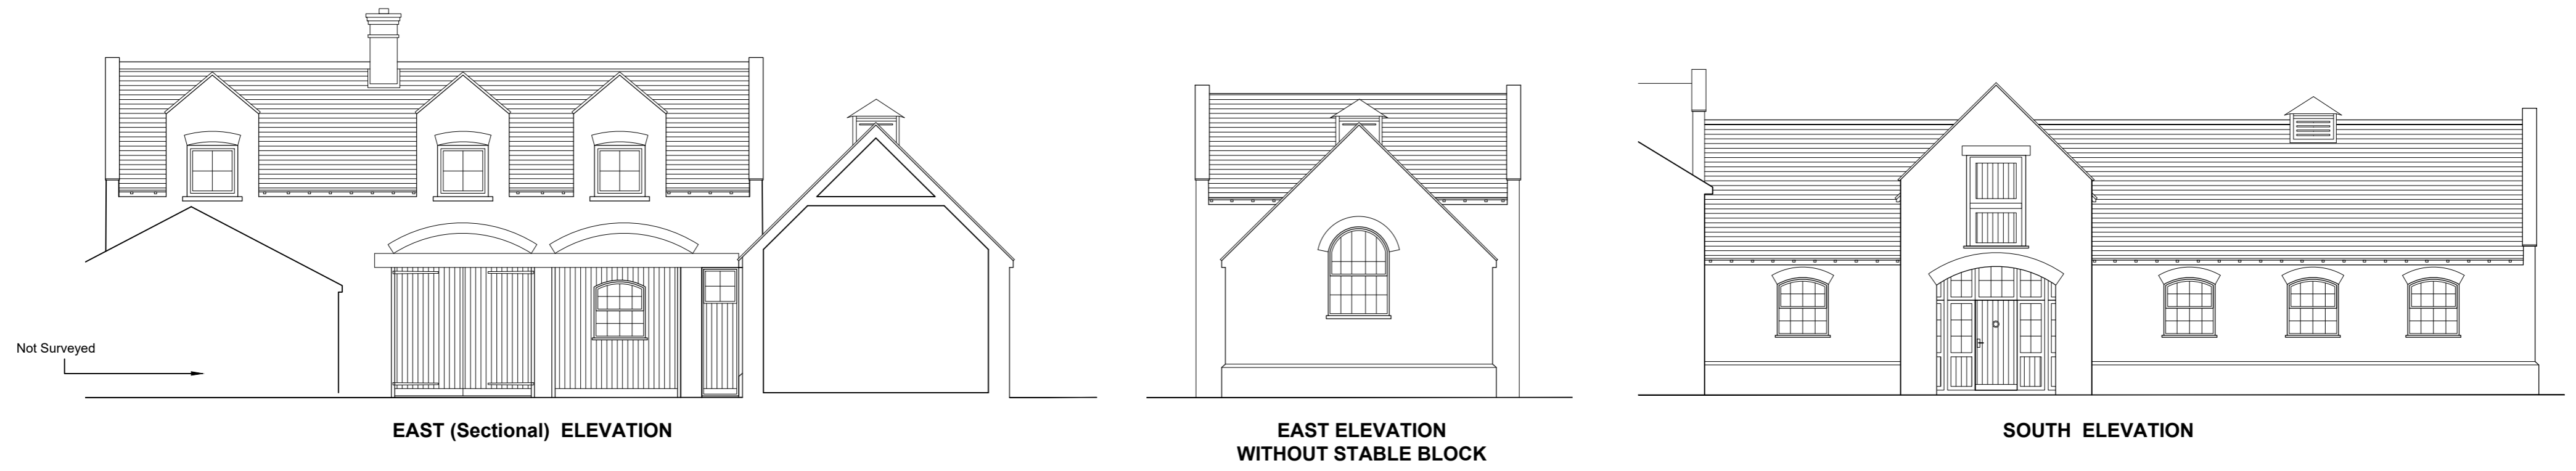 Not Surveyed
EAST (Sectional) ELEVATION
EAST ELEVATION
WITHOUT STABLE BLOCK
SOUTH ELEVATION